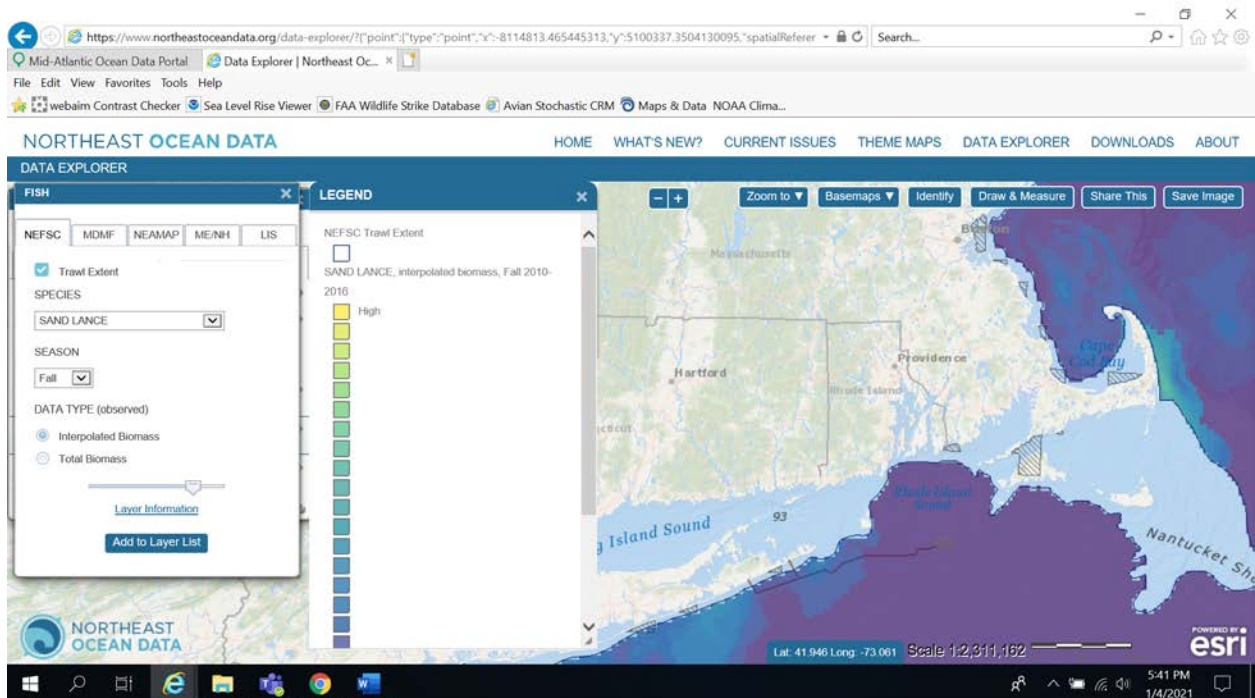 https://www.northeastoceandata.org/data-explorer/?{"point":{"type":"point","x":-8114813.465445313,"y":5100337.3504130095,"spatialReferer
Search...
Mid-Atlantic Ocean Data Portal
Data Explorer | Northeast Oc...
File Edit View Favorites Tools Help
webaim Contrast Checker Sea Level Rise Viewer FAA Wildlife Strike Database Avian Stochastic CRM Maps & Data NOAA Clima...
NORTHEAST OCEAN DATA
HOME WHAT'S NEW? CURRENT ISSUES THEME MAPS DATA EXPLORER DOWNLOADS ABOUT
DATA EXPLORER
FISH
NEFSC MDMF NEAMAP ME/NH LIS
Trawl Extent
SPECIES
SAND LANCE
SEASON
Fall
DATA TYPE (observed)
Interpolated Biomass
Total Biomass
Layer Information
Add to Layer List
LEGEND
NEFSC Trawl Extent
SAND LANCE, interpolated biomass, Fall 2010-
2016
High
Zoom to ▼ Basemaps ▼ Identify Draw & Measure Share This Save Image
Boston
Massachusetts
Cape
Cod Bay
Providence
Hartford
Rhode Island
cticut
Rhode Island
Sound
93
g Island Sound
Nantucket Sho
NORTHEAST
OCEAN DATA
Lat: 41.946 Long: -73.061
Scale 1:2,311,162
POWERED BY
esri
5:41 PM
1/4/2021